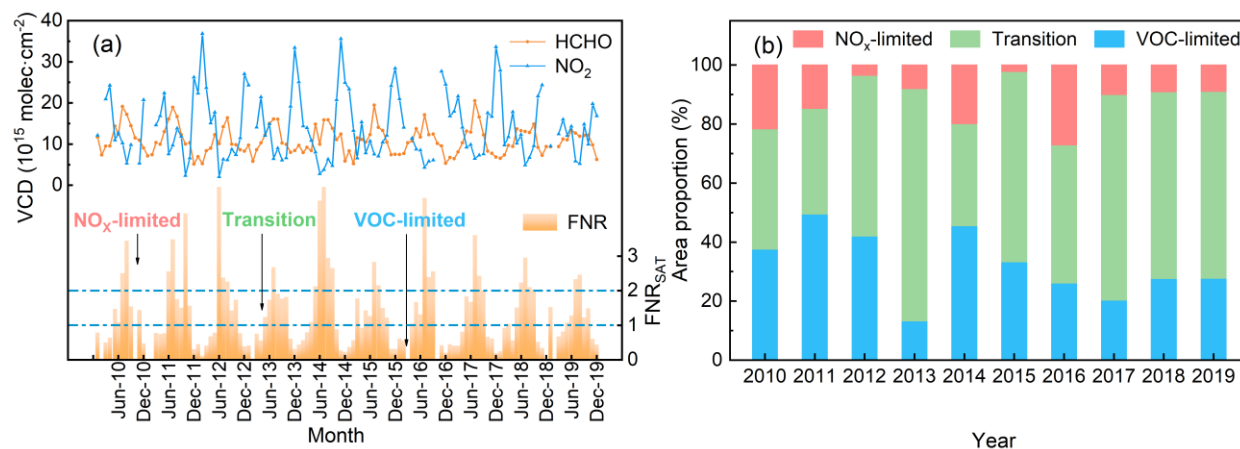 (a)
HCHO
NO2
40
30
20
10
0
VCD (10^15 molec·cm^-2)
NOX-limited
Transition
VOC-limited
FNR
3
2
1
0
FNRSAT
Jun-10
Dec-10
Jun-11
Dec-11
Jun-12
Dec-12
Jun-13
Dec-13
Jun-14
Dec-14
Jun-15
Dec-15
Jun-16
Dec-16
Jun-17
Dec-17
Jun-18
Dec-18
Jun-19
Dec-19
Month
(b)
NOx-limited
Transition
VOC-limited
100
80
60
40
20
0
Area proportion (%)
2010 2011 2012 2013 2014 2015 2016 2017 2018 2019
Year